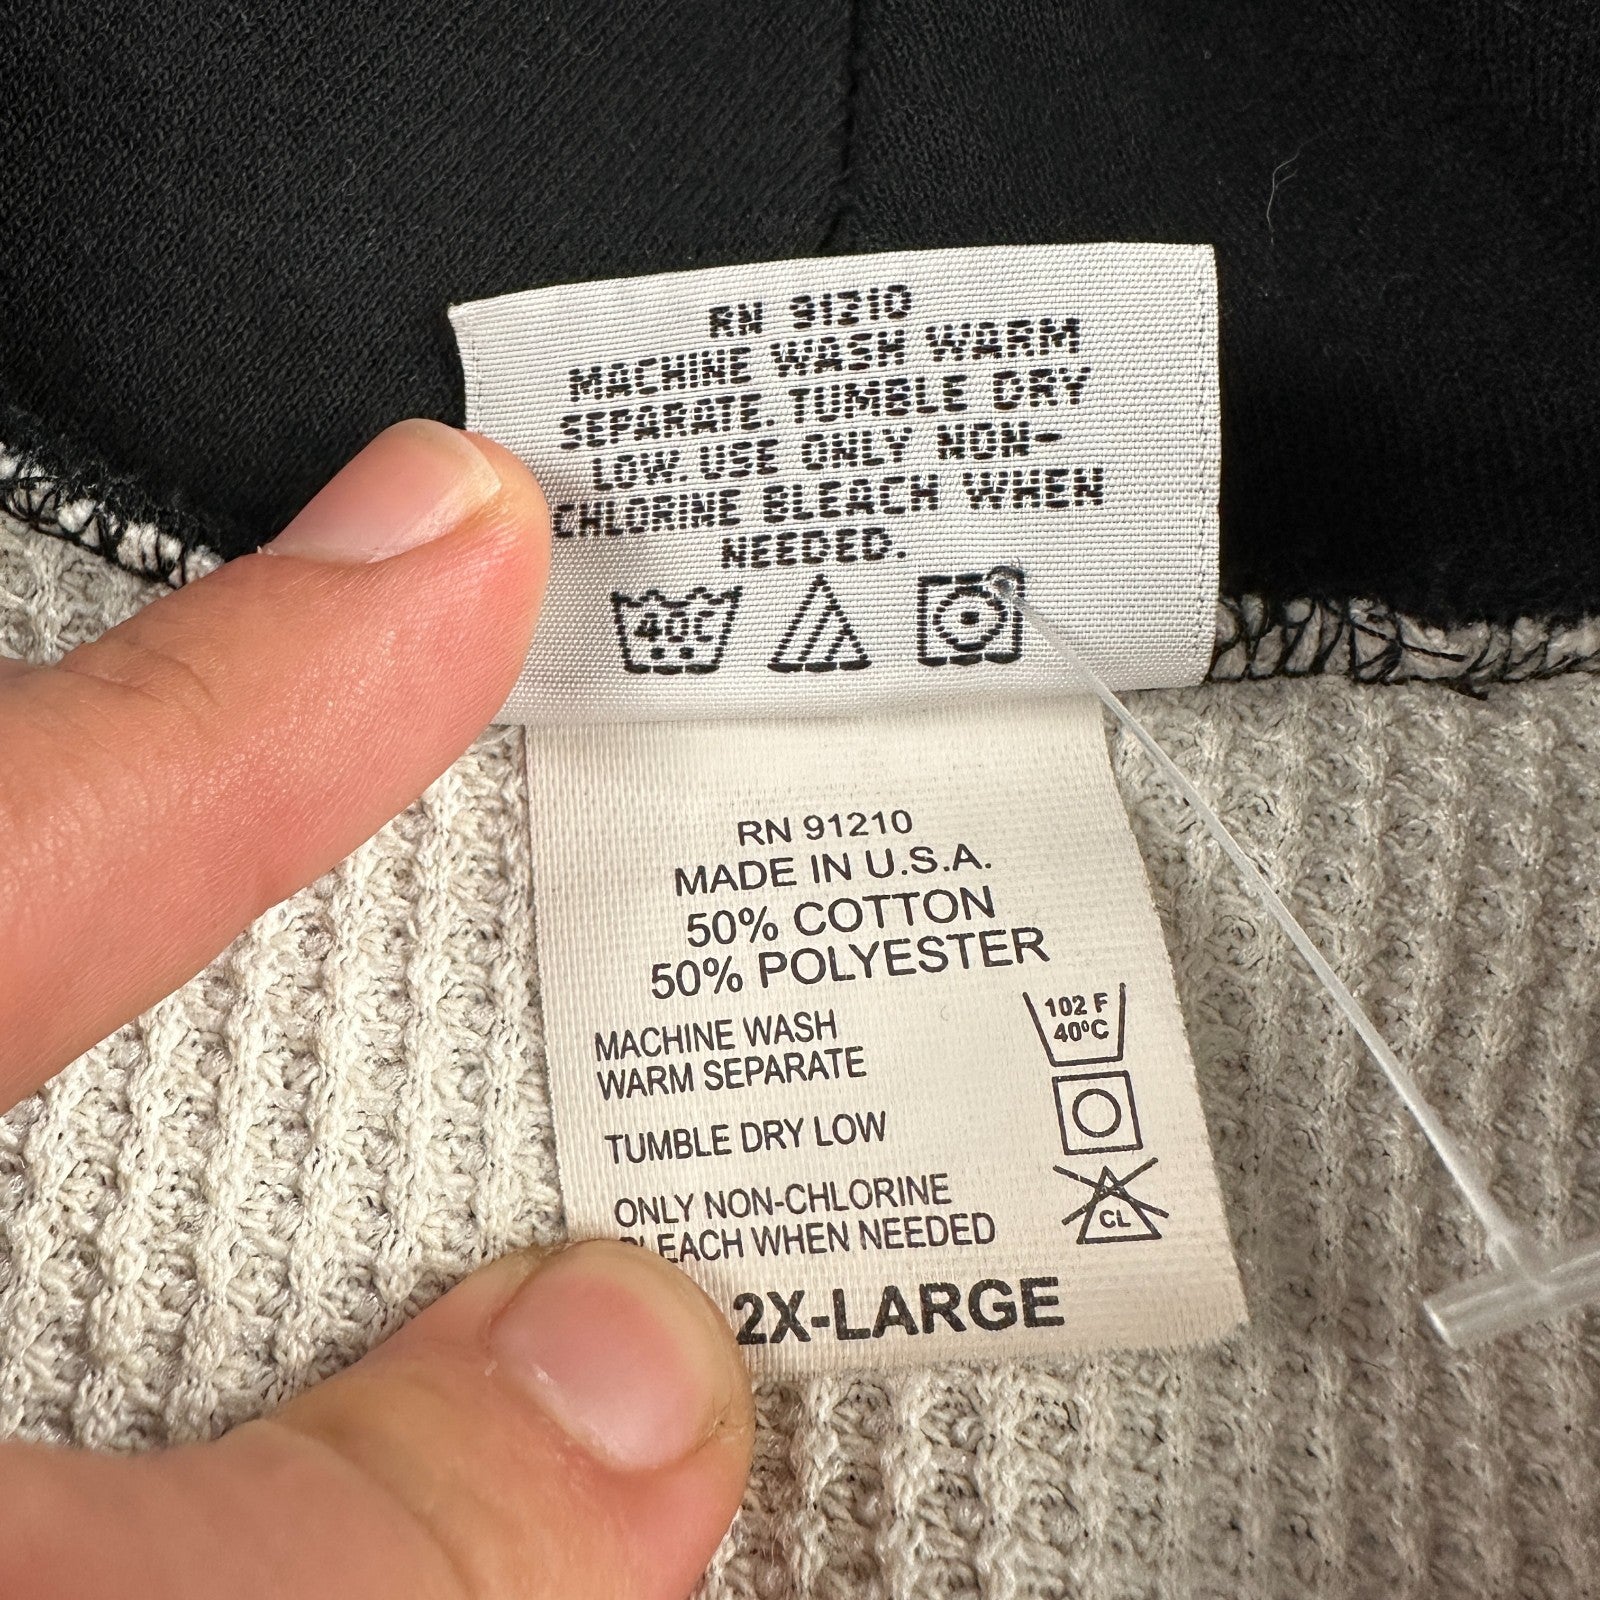 RN 91210
MACHINE WASH WARM
SEPARATE. TUMBLE DRY
LOW. USE ONLY NON-
CHLORINE BLEACH WHEN
NEEDED.
40C
RN 91210
MADE IN U.S.A.
50% COTTON
50% POLYESTER
MACHINE WASH
WARM SEPARATE
102 F
40ºC
TUMBLE DRY LOW
ONLY NON-CHLORINE
BLEACH WHEN NEEDED
CL
2X-LARGE